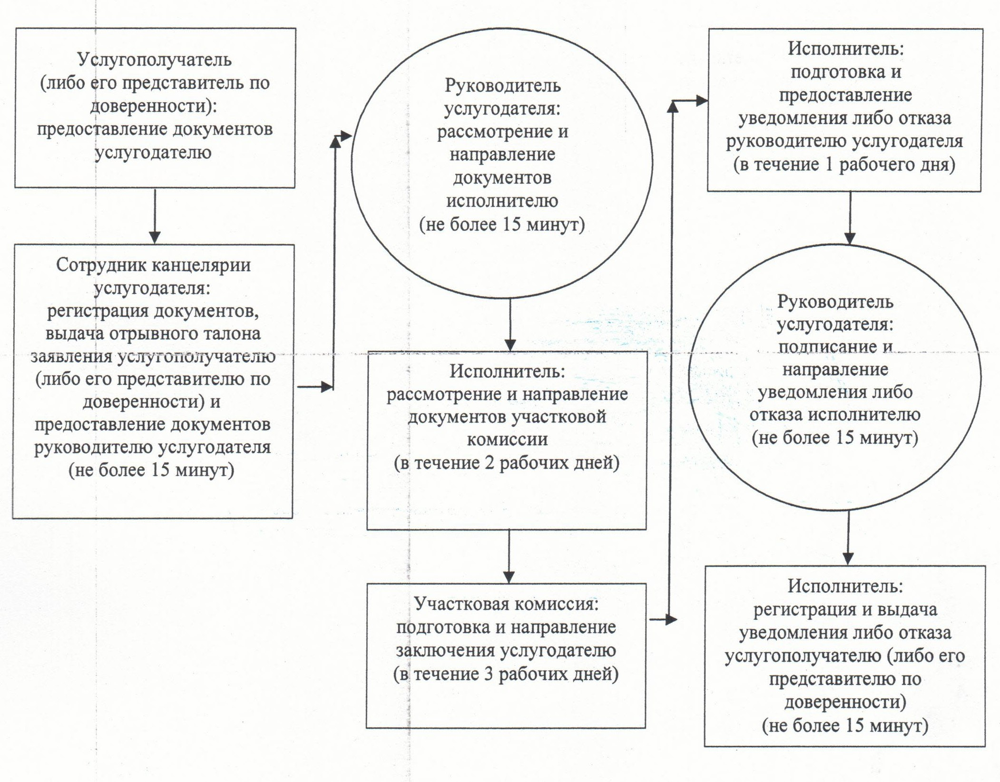 Услугополучатель
(либо его представитель по
доверенности):
предоставление документов
услугодателю
Сотрудник канцелярии
услугодателя:
регистрация документов,
выдача отрывного талона
заявления услугополучателю
(либо его представителю по
доверенности) и
предоставление документов
руководителю услугодателя
(не более 15 минут)
Руководитель
услугодателя:
рассмотрение и
направление
документов
исполнителю
(не более 15 минут)
Исполнитель:
рассмотрение и направление
документов участковой
комиссии
(в течение 2 рабочих дней)
Участковая комиссия:
подготовка и направление
заключения услугодателю
(в течение 3 рабочих дней)
Исполнитель:
подготовка и
предоставление
уведомления либо отказа
руководителю услугодателя
(в течение 1 рабочего дня)
Руководитель
услугодателя:
подписание и
направление
уведомления либо
отказа исполнителю
(не более 15 минут)
Исполнитель:
регистрация и выдача
уведомления либо отказа
услугополучателю (либо его
представителю по
доверенности)
(не более 15 минут)